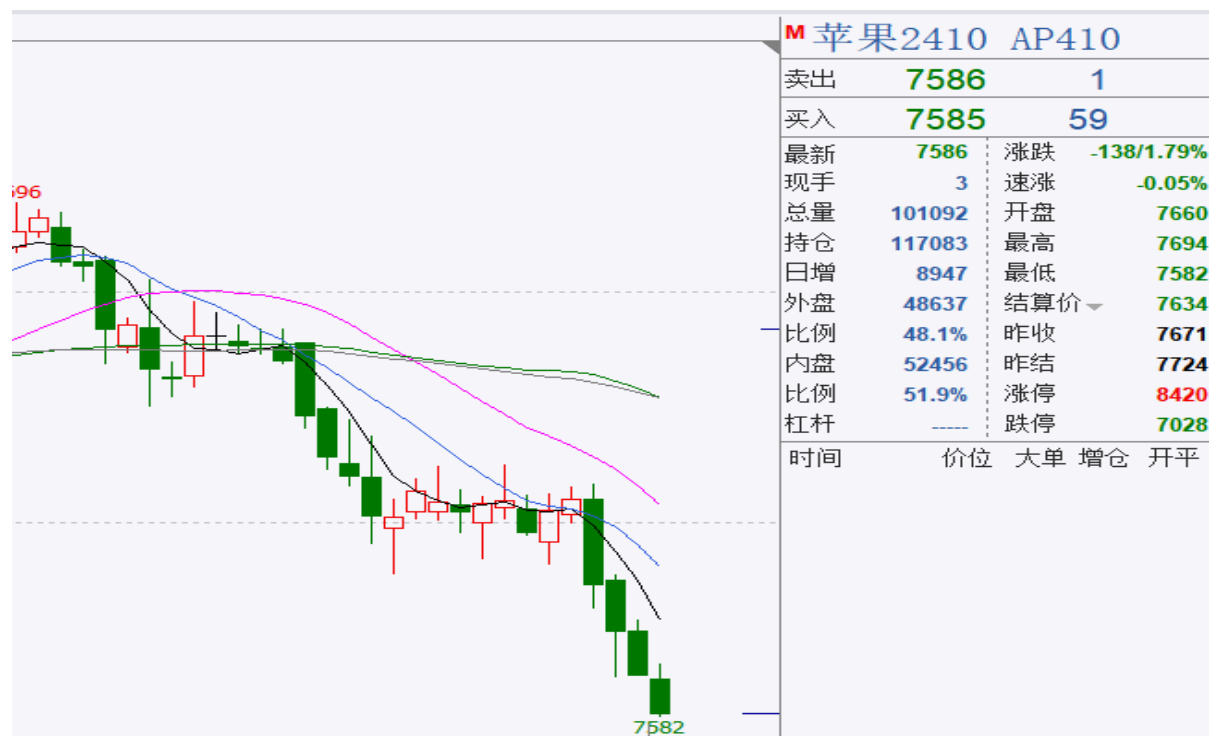 696
7582
M 苹果2410 AP410
卖出 7586 1
买入 7585 59
最新 7586 涨跌 -138/1.79%
现手 3 速涨 -0.05%
总量 101092 开盘 7660
持仓 117083 最高 7694
日增 8947 最低 7582
外盘 48637 结算价 7634
比例 48.1% 昨收 7671
内盘 52456 昨结 7724
比例 51.9% 涨停 8420
杠杆 ----- 跌停 7028
时间 价位 大单 增仓 开平